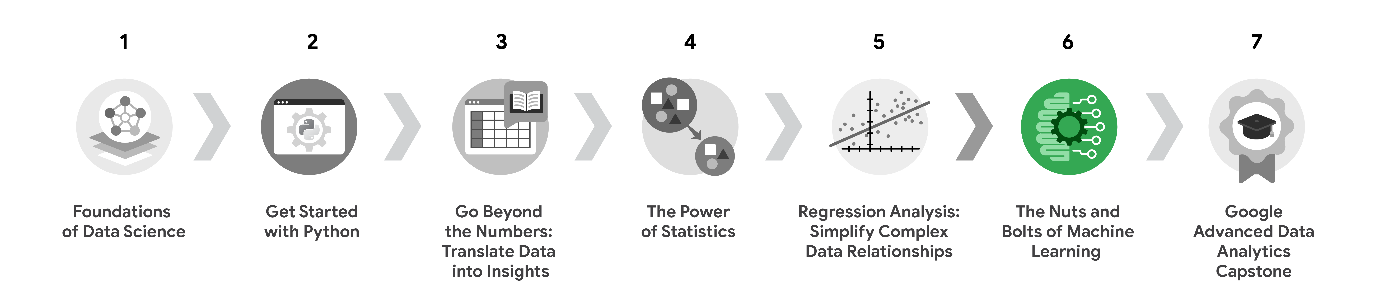 1
2
3
4
5
6
7
Foundations
of Data Science
Get Started
with Python
Go Beyond
the Numbers:
Translate Data
into Insights
The Power
of Statistics
Regression Analysis:
Simplify Complex
Data Relationships
The Nuts and
Bolts of Machine
Learning
Google
Advanced Data
Analytics
Capstone